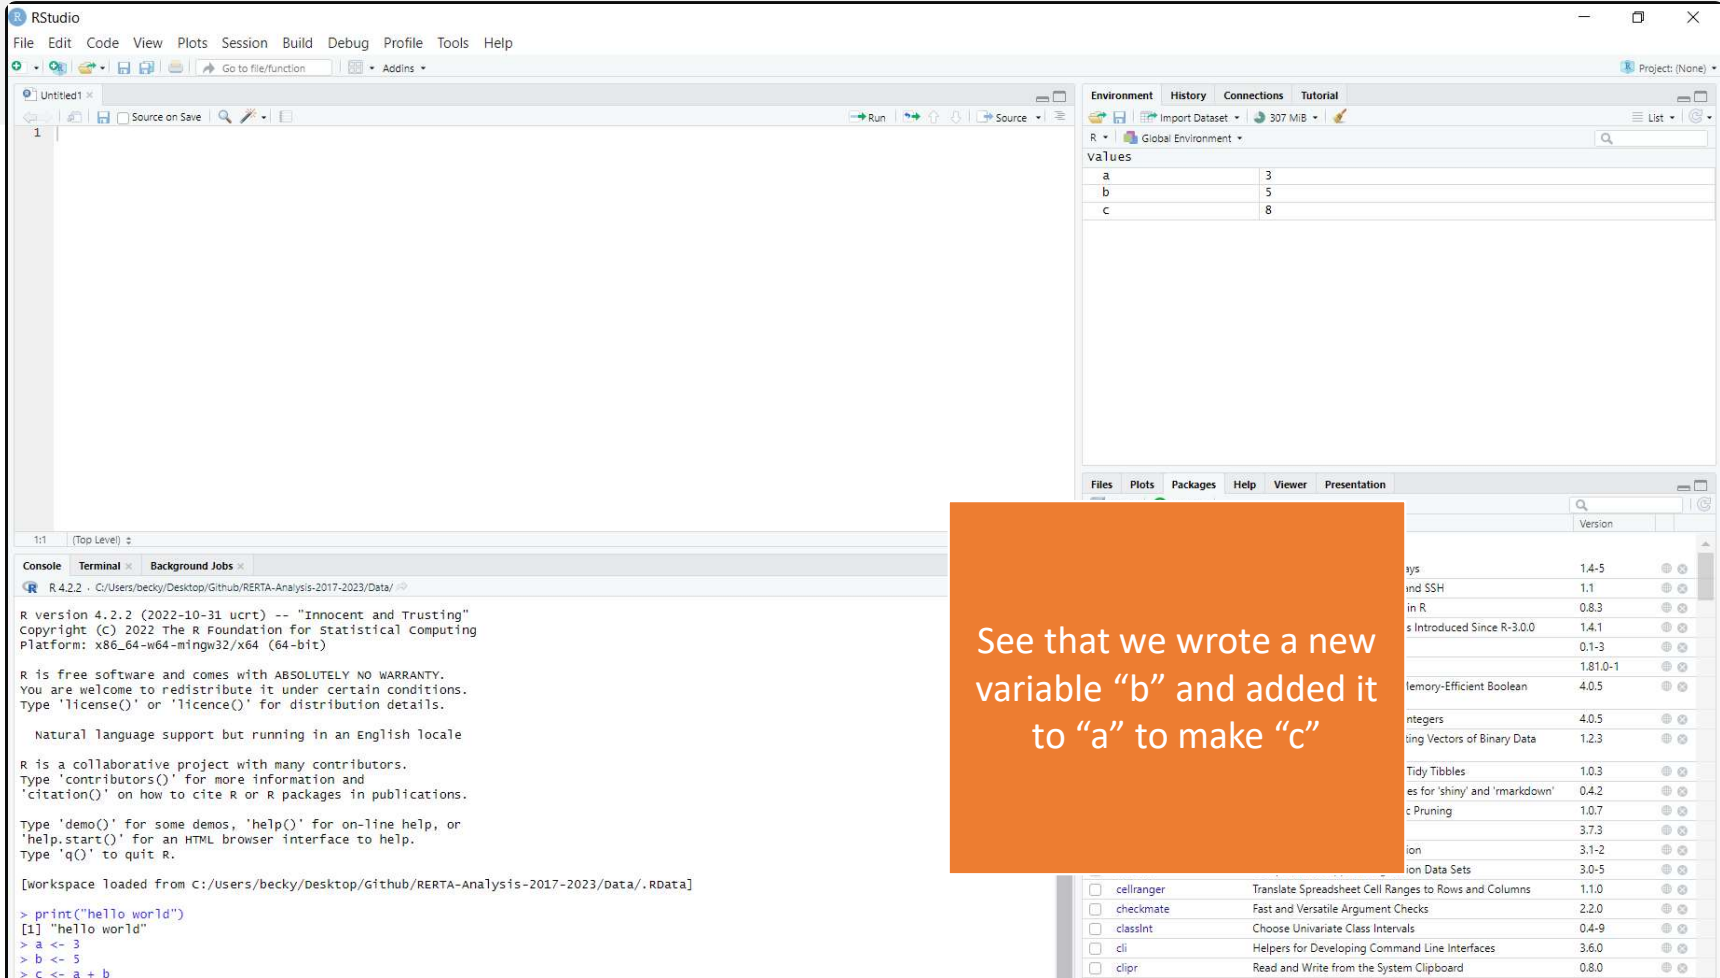 RStudio
File Edit Code View Plots Session Build Debug Profile Tools Help
Go to file/function
Addins
Project: (None)
Untitled1
Source on Save
Run
Source
1
1:1 (Top Level)
Environment History Connections Tutorial
Import Dataset
307 MiB
List
R
Global Environment
Values
a 3
b 5
c 8
Console Terminal Background Jobs
R 4.2.2 · C:/Users/becky/Desktop/Github/RERTA-Analysis-2017-2023/Data/
R version 4.2.2 (2022-10-31 ucrt) -- "Innocent and Trusting"
Copyright (C) 2022 The R Foundation for Statistical Computing
Platform: x86_64-w64-mingw32/x64 (64-bit)
R is free software and comes with ABSOLUTELY NO WARRANTY.
You are welcome to redistribute it under certain conditions.
Type 'license()' or 'licence()' for distribution details.
Natural language support but running in an English locale
R is a collaborative project with many contributors.
Type 'contributors()' for more information and
'citation()' on how to cite R or R packages in publications.
Type 'demo()' for some demos, 'help()' for on-line help, or
'help.start()' for an HTML browser interface to help.
Type 'q()' to quit R.
[Workspace loaded from C:/Users/becky/Desktop/Github/RERTA-Analysis-2017-2023/Data/.RData]
> print("hello world")
[1] "hello world"
> a <- 3
> b <- 5
> c <- a + b
See that we wrote a new
variable “b” and added it
to “a” to make “c”
Files Plots Packages Help Viewer Presentation
Version
1.4-5
and SSH 1.1
in R 0.8.3
s Introduced Since R-3.0.0 1.4.1
0.1-3
1.81.0-1
Memory-Efficient Boolean 4.0.5
ntegers 4.0.5
ting Vectors of Binary Data 1.2.3
Tidy Tibbles 1.0.3
es for 'shiny' and 'rmarkdown' 0.4.2
c Pruning 1.0.7
3.7.3
ion 3.1-2
ion Data Sets 3.0-5
cellranger Translate Spreadsheet Cell Ranges to Rows and Columns 1.1.0
checkmate Fast and Versatile Argument Checks 2.2.0
classInt Choose Univariate Class Intervals 0.4-9
cli Helpers for Developing Command Line Interfaces 3.6.0
clipr Read and Write from the System Clipboard 0.8.0